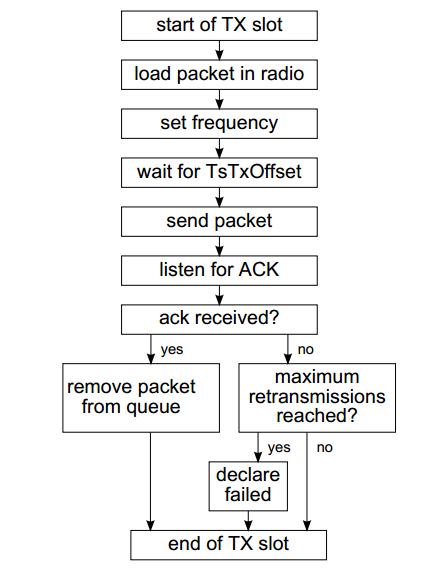 start of TX slot
load packet in radio
set frequency
wait for TsTxOffset
send packet
listen for ACK
ack received?
yes
no
remove packet
from queue
maximum
retransmissions
reached?
yes
no
declare
failed
end of TX slot